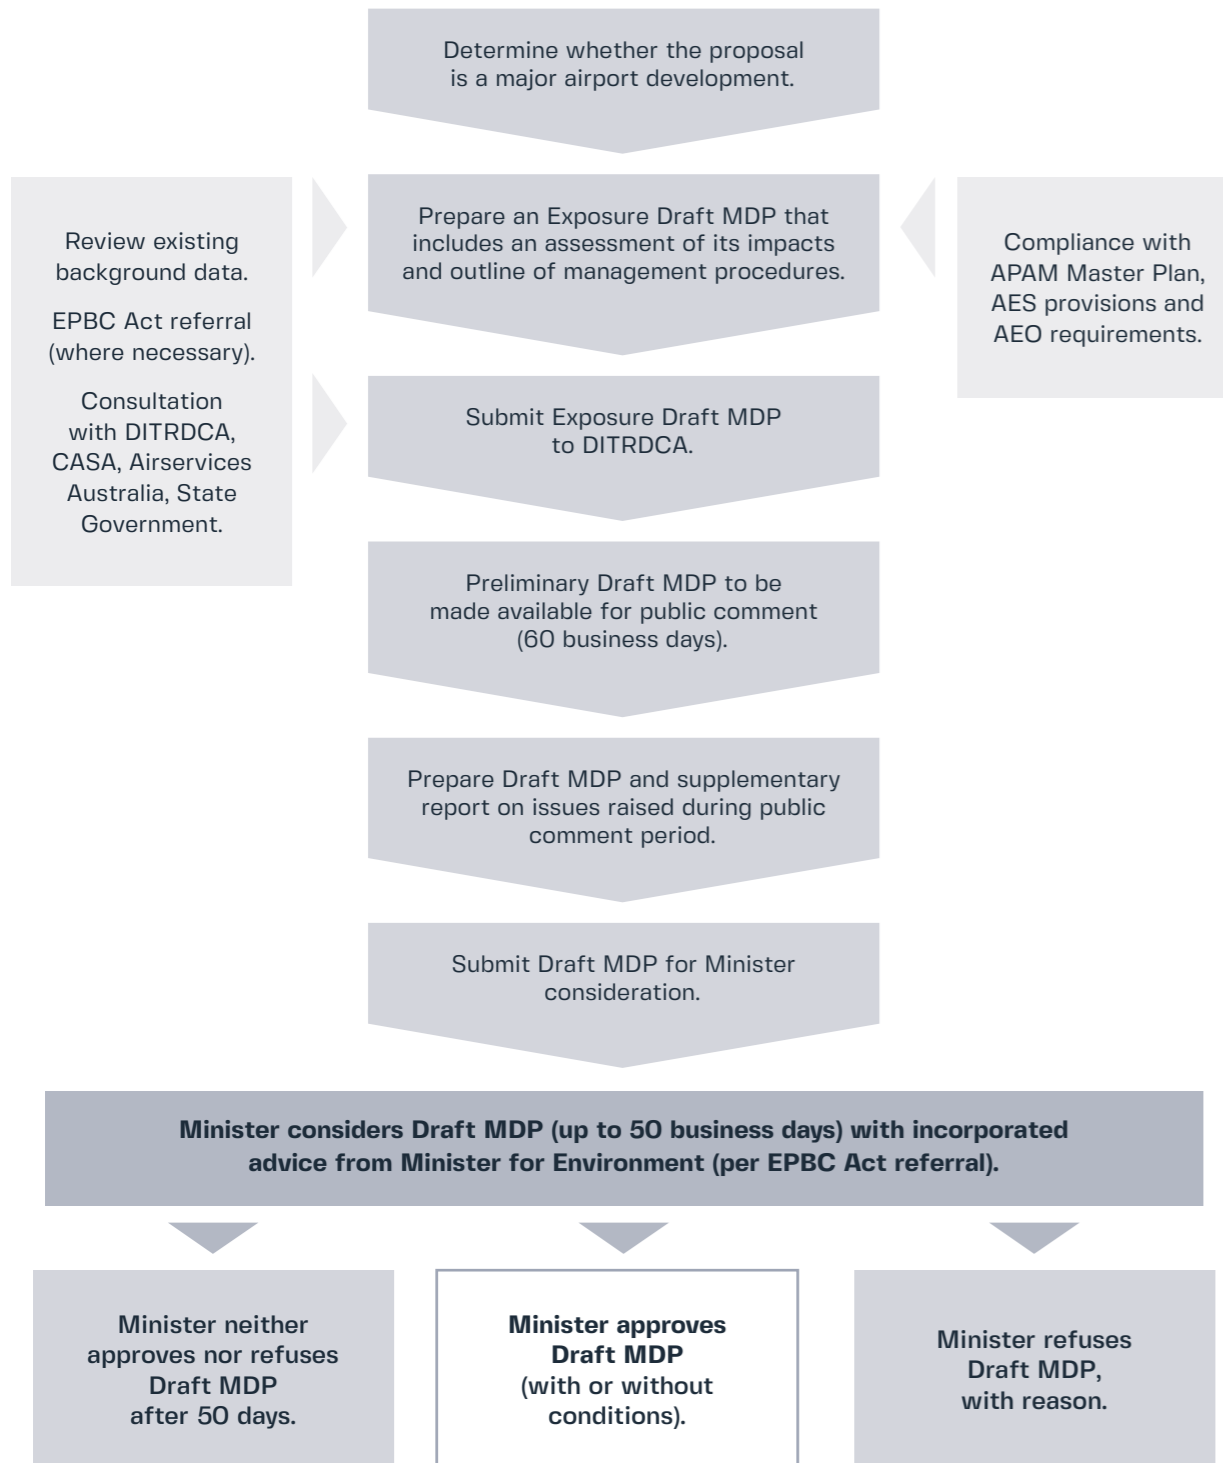 Determine whether the proposal
is a major airport development.
Review existing
background data.
EPBC Act referral
(where necessary).
Consultation
with DITRDCA,
CASA, Airservices
Australia, State
Government.
Prepare an Exposure Draft MDP that
includes an assessment of its impacts
and outline of management procedures.
Compliance with
APAM Master Plan,
AES provisions and
AEO requirements.
Submit Exposure Draft MDP
to DITRDCA.
Preliminary Draft MDP to be
made available for public comment
(60 business days).
Prepare Draft MDP and supplementary
report on issues raised during public
comment period.
Submit Draft MDP for Minister
consideration.
Minister considers Draft MDP (up to 50 business days) with incorporated
advice from Minister for Environment (per EPBC Act referral).
Minister neither
approves nor refuses
Draft MDP
after 50 days.
Minister approves
Draft MDP
(with or without
conditions).
Minister refuses
Draft MDP,
with reason.